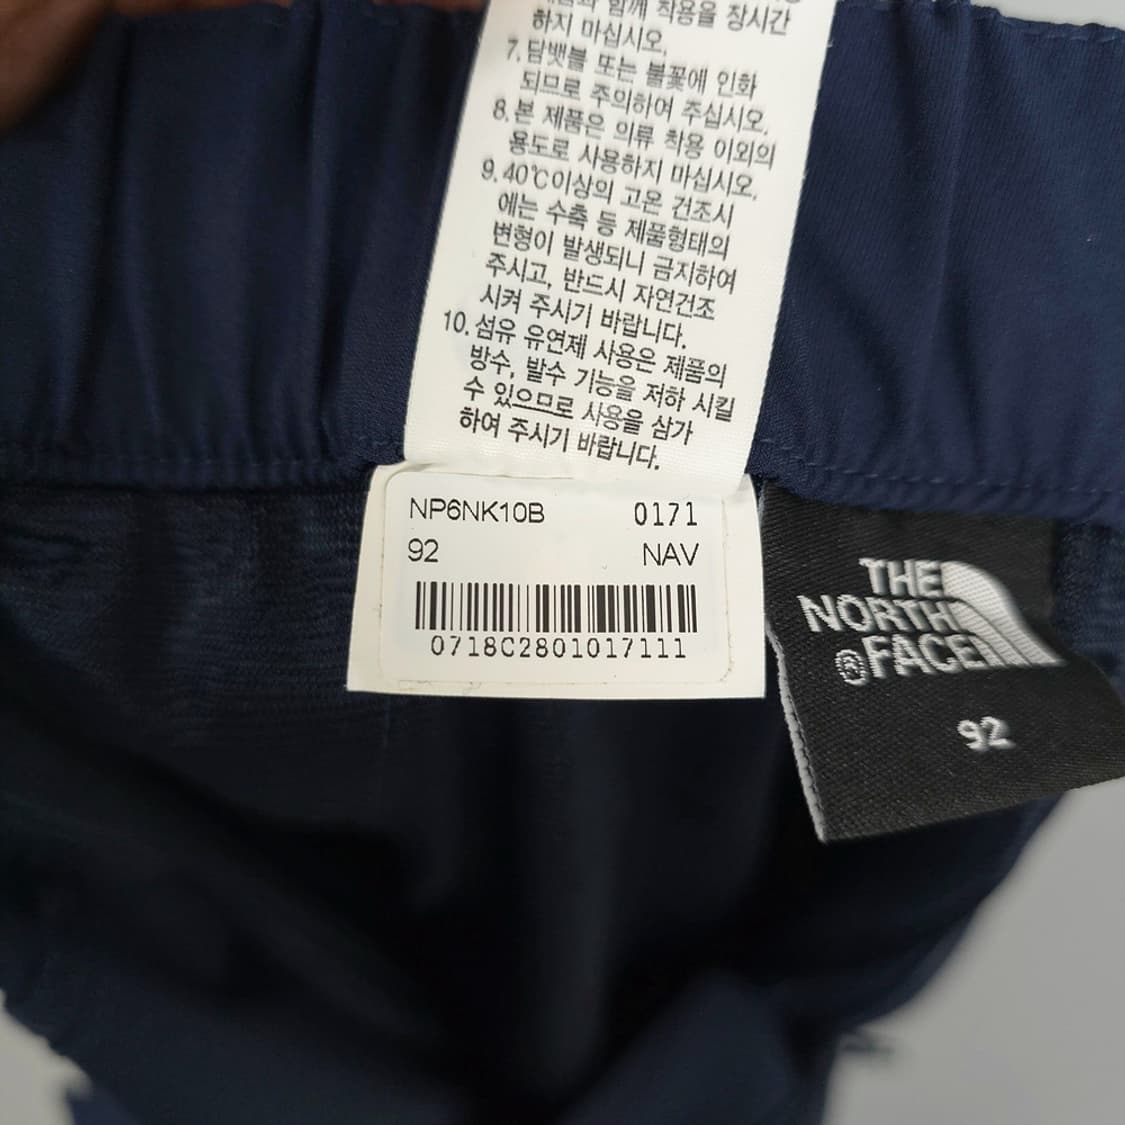 함께 착용을 장시간
하지 마십시오.
7. 담뱃불 또는 불꽃에 인화
되므로 주의하여 주십시오.
8. 본 제품은 의류 착용 이외의
용도로 사용하지 마십시오.
9. 40℃이상의 고온 건조시
에는 수축 등 제품형태의
변형이 발생되니 금지하여
주시고, 반드시 자연건조
시켜 주시기 바랍니다.
10. 섬유 유연제 사용은 제품의
방수, 발수 기능을 저하 시킬
수 있으므로 사용을 삼가
하여 주시기 바랍니다.
NP6NK10B 0171
92 NAV
0718C2801017111
THE
NORTH
®FACE
92